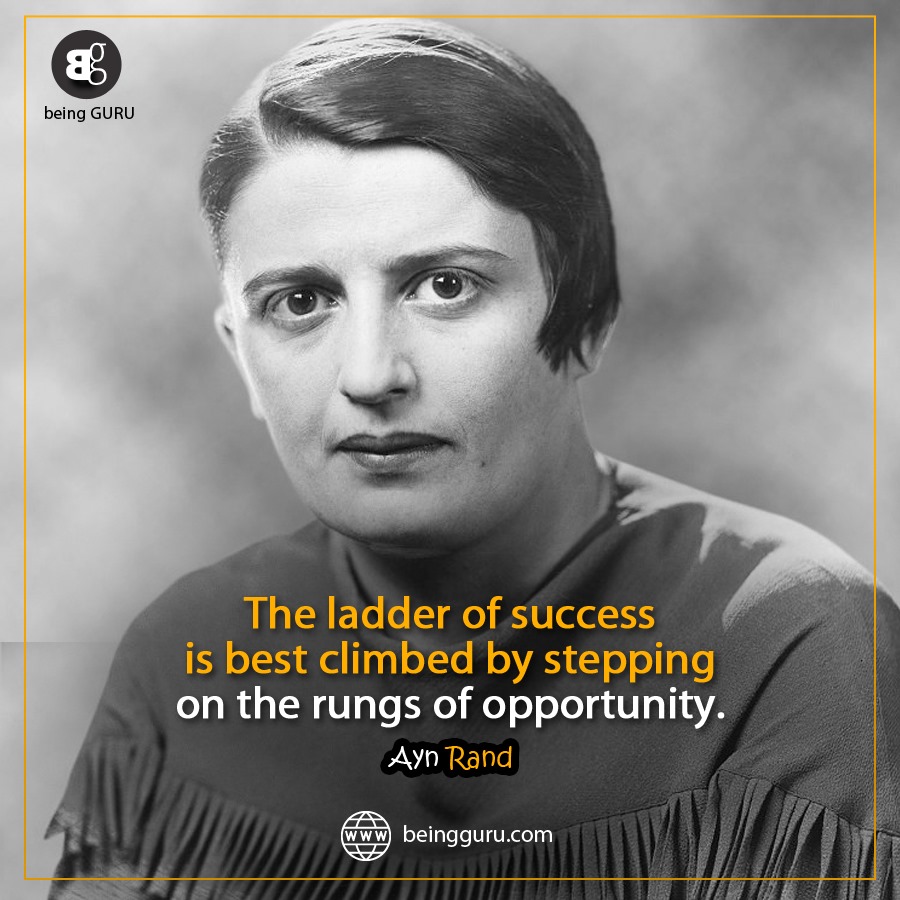 Bg
being GURU
The ladder of success
is best climbed by stepping
on the rungs of opportunity.
Ayn Rand
www beingguru.com